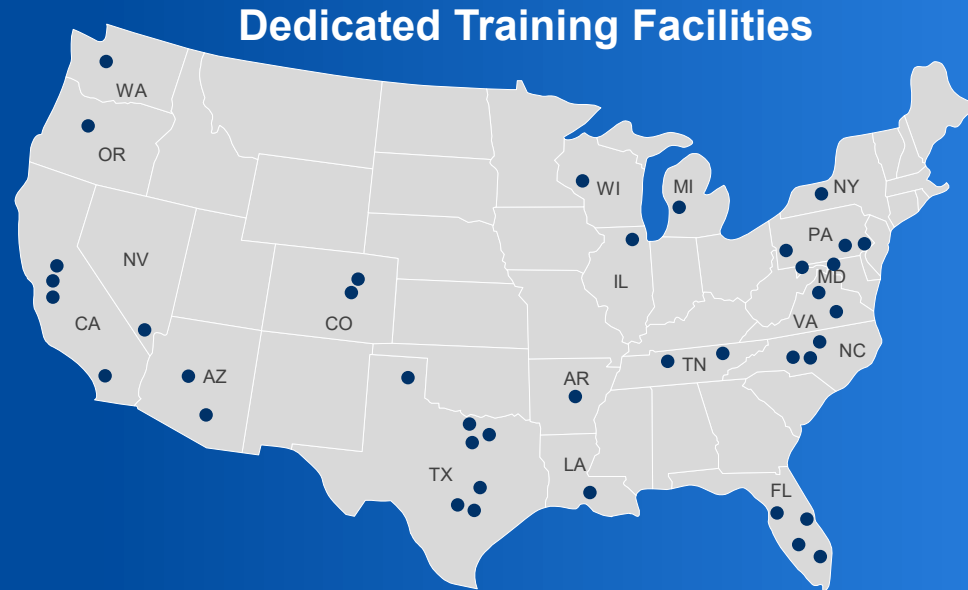 Dedicated Training Facilities
WA
OR
WI
MI
NY
PA
NV
MD
IL
CA
CO
VA
NC
TN
AZ
AR
LA
TX
FL